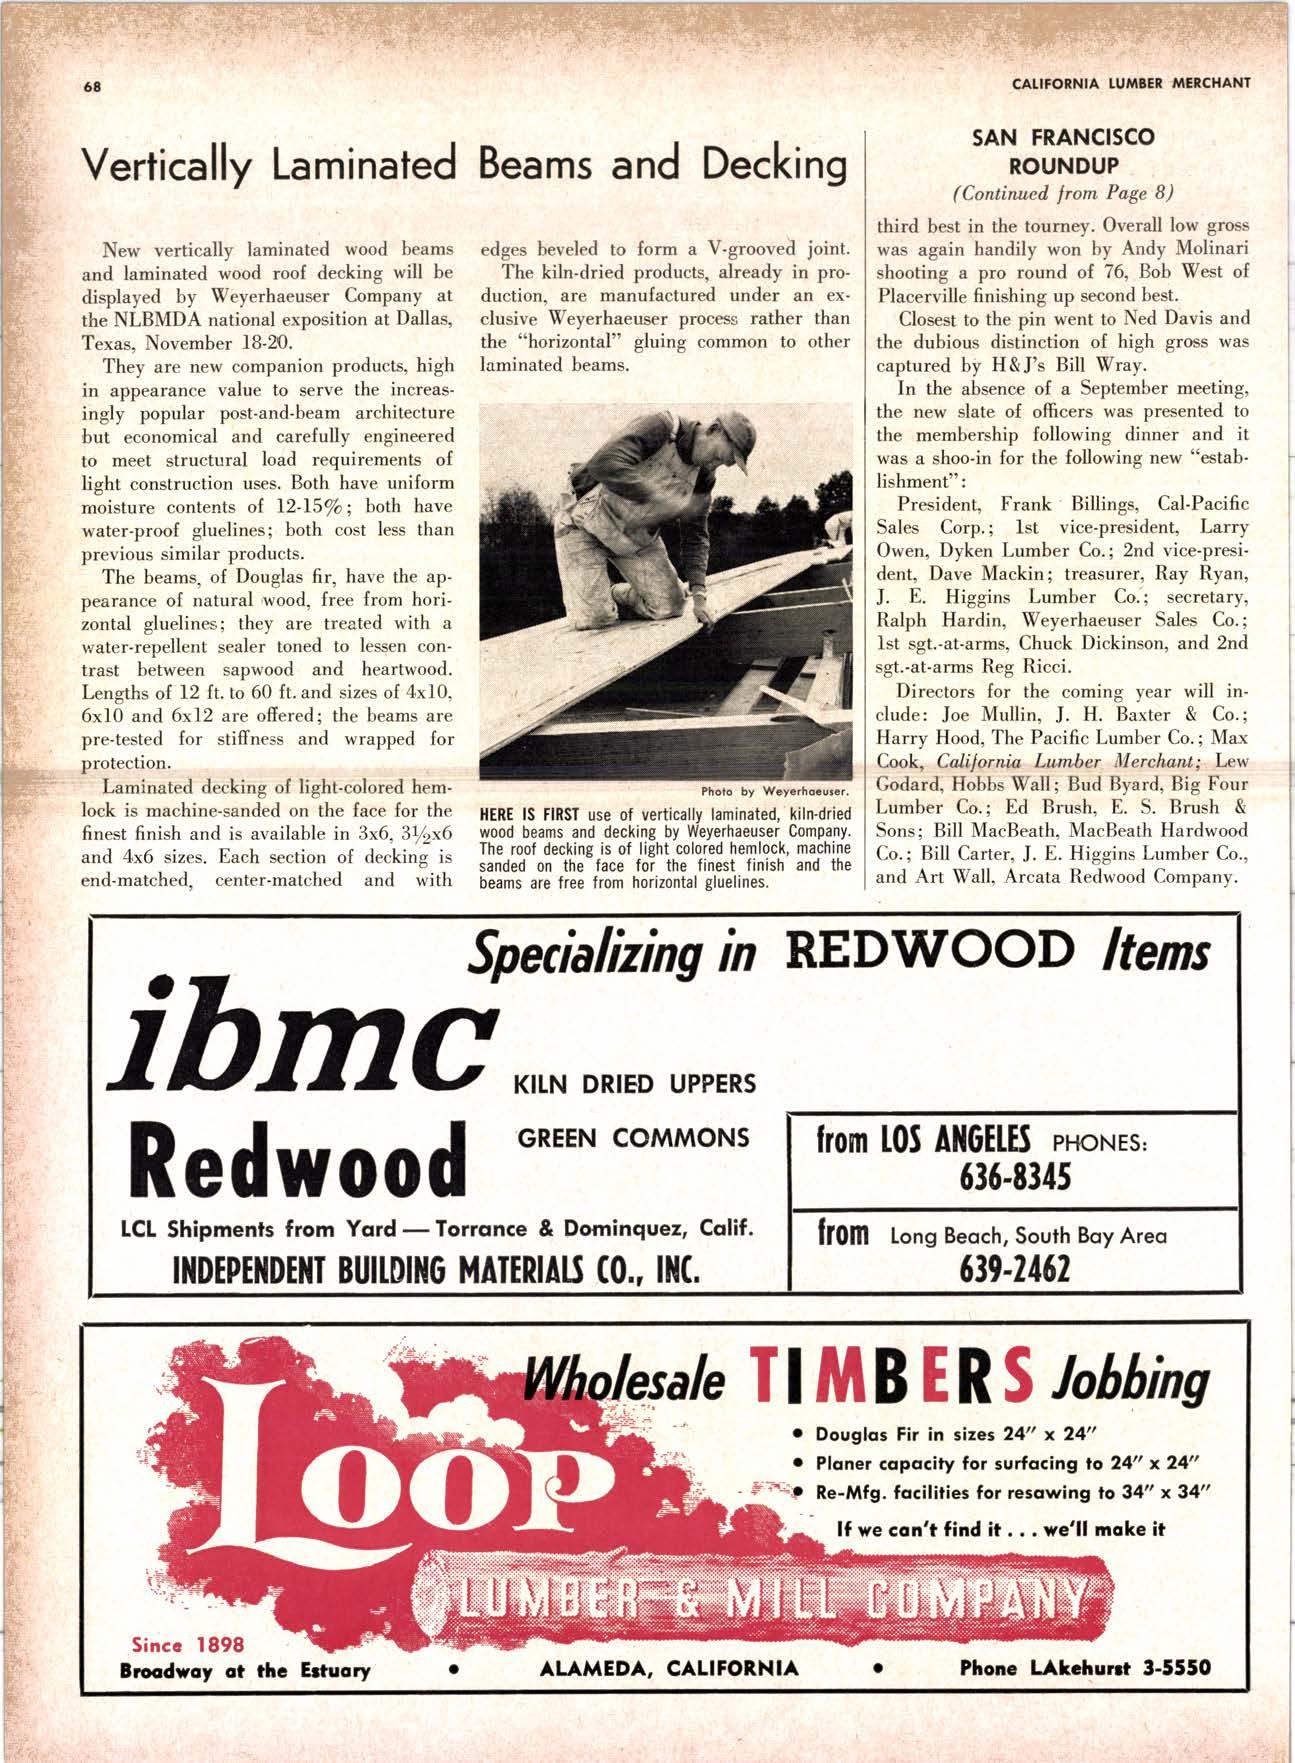 68
CALIFORNIA LUMBER MERCHANT
Vertically Laminated Beams and Decking
New vertically laminated wood beams
and laminated wood roof decking will be
displayed by Weyerhaeuser Company at
the NLBMDA national exposition at Dallas,
Texas, November 18-20.
They are new companion products, high
in appearance value to serve the increas-
ingly popular post-and-beam architecture
but economical and carefully engineered
to meet structural load requirements of
light construction uses. Both have uniform
moisture contents of 12-15%; both have
water-proof gluelines; both cost less than
previous similar products.
The beams, of Douglas fir, have the ap-
pearance of natural wood, free from hori-
zontal gluelines; they are treated with a
water-repellent sealer toned to lessen con-
trast between sapwood and heartwood.
Lengths of 12 ft. to 60 ft. and sizes of 4x10,
6x10 and 6x12 are offered; the beams are
pre-tested for stiffness and wrapped for
protection.
Laminated decking of light-colored hem-
lock is machine-sanded on the face for the
finest finish and is available in 3x6, 3½x6
and 4x6 sizes. Each section of decking is
end-matched, center-matched and with
edges beveled to form a V-grooved joint.
The kiln-dried products, already in pro-
duction, are manufactured under an ex-
clusive Weyerhaeuser process rather than
the "horizontal" gluing common to other
laminated beams.
Photo by Weyerhaeuser.
HERE IS FIRST use of vertically laminated, kiln-dried
wood beams and decking by Weyerhaeuser Company.
The roof decking is of light colored hemlock, machine
sanded on the face for the finest finish and the
beams are free from horizontal gluelines.
SAN FRANCISCO
ROUNDUP
(Continued from Page 8)
third best in the tourney. Overall low gross
was again handily won by Andy Molinari
shooting a pro round of 76, Bob West of
Placerville finishing up second best.
Closest to the pin went to Ned Davis and
the dubious distinction of high gross was
captured by H&J's Bill Wray.
In the absence of a September meeting,
the new slate of officers was presented to
the membership following dinner and it
was a shoo-in for the following new "estab-
lishment":
President, Frank Billings, Cal-Pacific
Sales Corp.; 1st vice-president, Larry
Owen, Dyken Lumber Co.; 2nd vice-presi-
dent, Dave Mackin; treasurer, Ray Ryan,
J. E. Higgins Lumber Co.; secretary,
Ralph Hardin, Weyerhaeuser Sales Co.;
1st sgt.-at-arms, Chuck Dickinson, and 2nd
sgt.-at-arms Reg Ricci.
Directors for the coming year will in-
clude: Joe Mullin, J. H. Baxter & Co.;
Harry Hood, The Pacific Lumber Co.; Max
Cook, California Lumber Merchant; Lew
Godard, Hobbs Wall; Bud Byard, Big Four
Lumber Co.; Ed Brush, E. S. Brush &
Sons; Bill MacBeath, MacBeath Hardwood
Co.; Bill Carter, J. E. Higgins Lumber Co.,
and Art Wall, Arcata Redwood Company.
Specializing in REDWOOD Items
ibmc
Redwood
KILN DRIED UPPERS
GREEN COMMONS
LCL Shipments from Yard — Torrance & Dominquez, Calif.
INDEPENDENT BUILDING MATERIALS CO., INC.
from LOS ANGELES PHONES:
636-8345
from Long Beach, South Bay Area
639-2462
Wholesale TIMBERS Jobbing
• Douglas Fir in sizes 24" x 24"
• Planer capacity for surfacing to 24" x 24"
• Re-Mfg. facilities for resawing to 34" x 34"
If we can't find it . . . we'll make it
LOOP
LUMBER & MILL COMPANY
Since 1898
Broadway at the Estuary • ALAMEDA, CALIFORNIA • Phone LAkehurst 3-5550